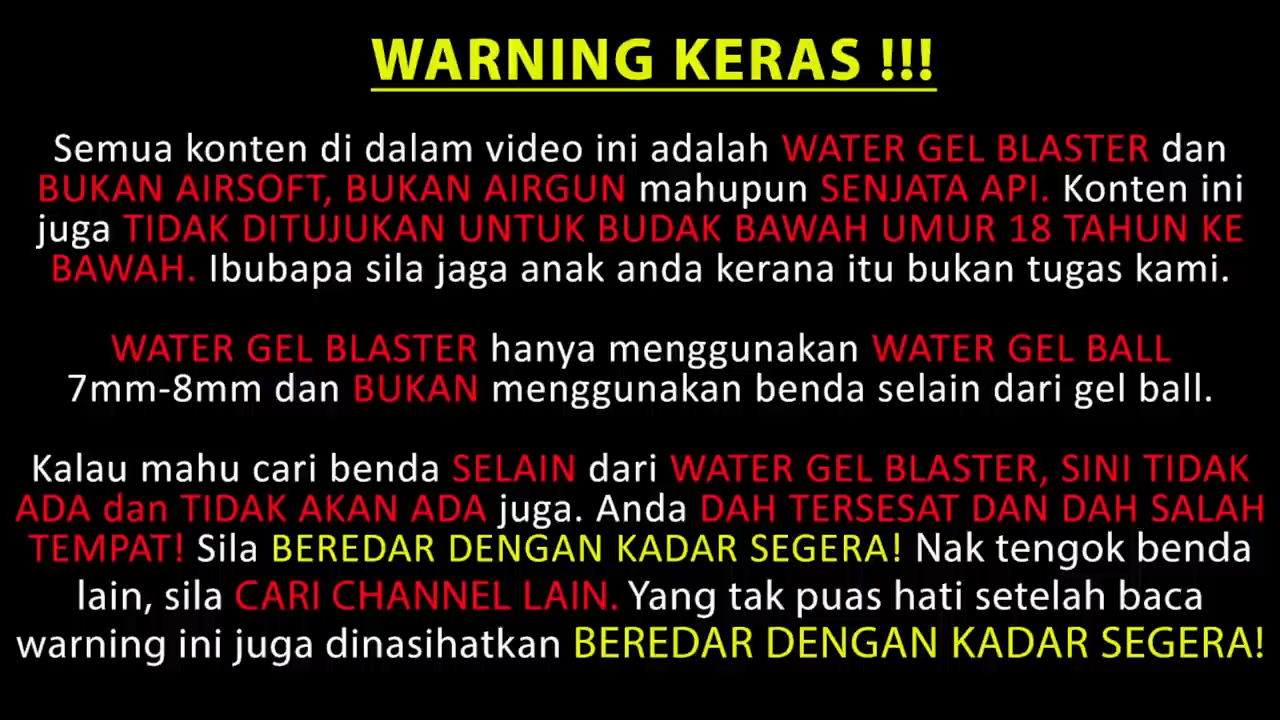 WARNING KERAS !!!
Semua konten di dalam video ini adalah WATER GEL BLASTER dan
BUKAN AIRSOFT, BUKAN AIRGUN mahupun SENJATA API. Konten ini
juga TIDAK DITUJUKAN UNTUK BUDAK BAWAH UMUR 18 TAHUN KE
BAWAH. Ibubapa sila jaga anak anda kerana itu bukan tugas kami.
WATER GEL BLASTER hanya menggunakan WATER GEL BALL
7mm-8mm dan BUKAN menggunakan benda selain dari gel ball.
Kalau mahu cari benda SELAIN dari WATER GEL BLASTER, SINI TIDAK
ADA dan TIDAK AKAN ADA juga. Anda DAH TERSESAT DAN DAH SALAH
TEMPAT! Sila BEREDAR DENGAN KADAR SEGERA! Nak tengok benda
lain, sila CARI CHANNEL LAIN. Yang tak puas hati setelah baca
warning ini juga dinasihatkan BEREDAR DENGAN KADAR SEGERA!